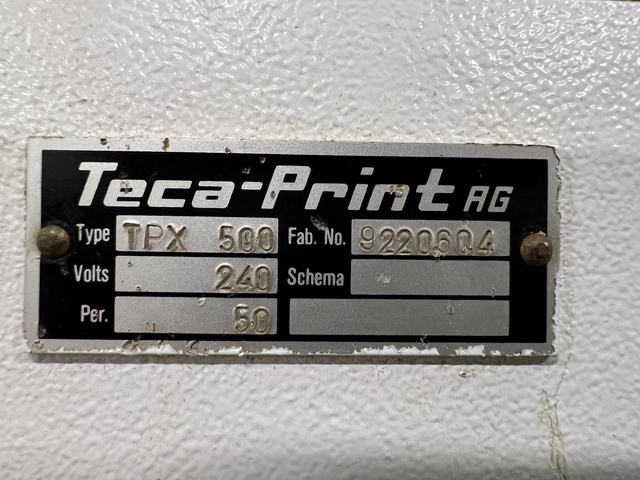 Teca-Print AG
Type TPX 500 Fab. No. 9220604
Volts 240 Schema
Per. 50